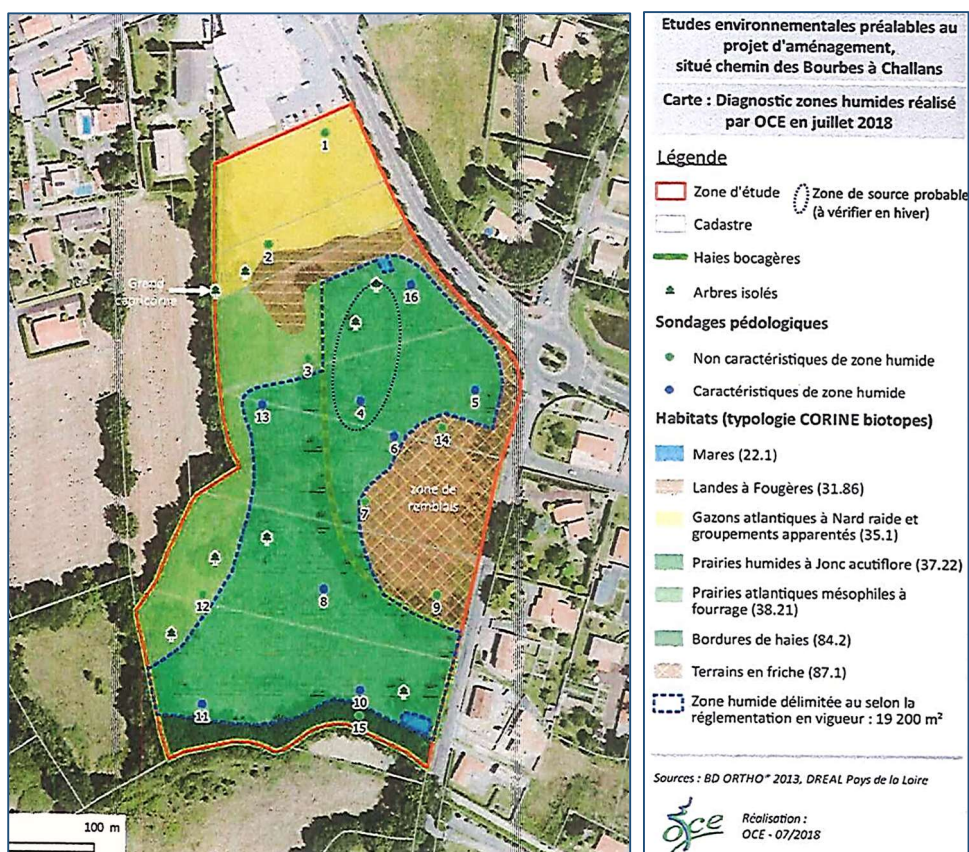 Etudes environnementales préalables au
projet d'aménagement,
situé chemin des Bourbes à Challans
Carte : Diagnostic zones humides réalisé
par OCE en juillet 2018
Légende
Zone d'étude
Zone de source probable
(à vérifier en hiver)
Cadastre
Haies bocagères
Arbres isolés
Sondages pédologiques
Non caractéristiques de zone humide
Caractéristiques de zone humide
Habitats (typologie CORINE biotopes)
Mares (22.1)
Landes à Fougères (31.86)
Gazons atlantiques à Nard raide et
groupements apparentés (35.1)
Prairies humides à Jonc acutiflore (37.22)
Prairies atlantiques mésophiles à
fourrage (38.21)
Bordures de haies (84.2)
Terrains en friche (87.1)
Zone humide délimitée au selon la
réglementation en vigueur : 19 200 m²
Sources : BD ORTHO® 2013, DREAL Pays de la Loire
oce
Réalisation :
OCE - 07/2018
1
2
Grand
capricorne
16
3
4
5
13
6
14
zone de
remblais
7
8
9
12
10
11
15
100 m